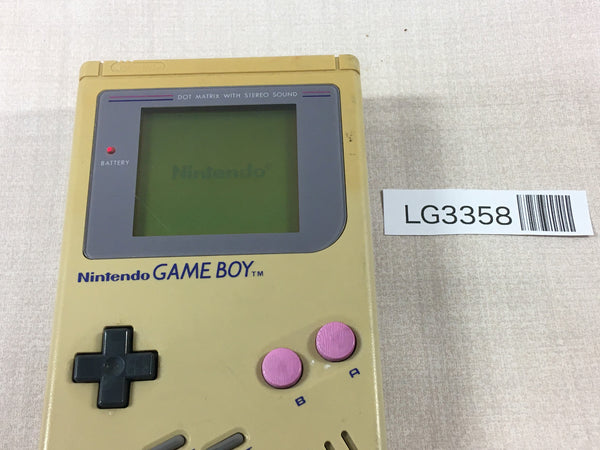 DOT MATRIX WITH STEREO SOUND
BATTERY
Nintendo®
LG3358
Nintendo GAME BOY™
B A